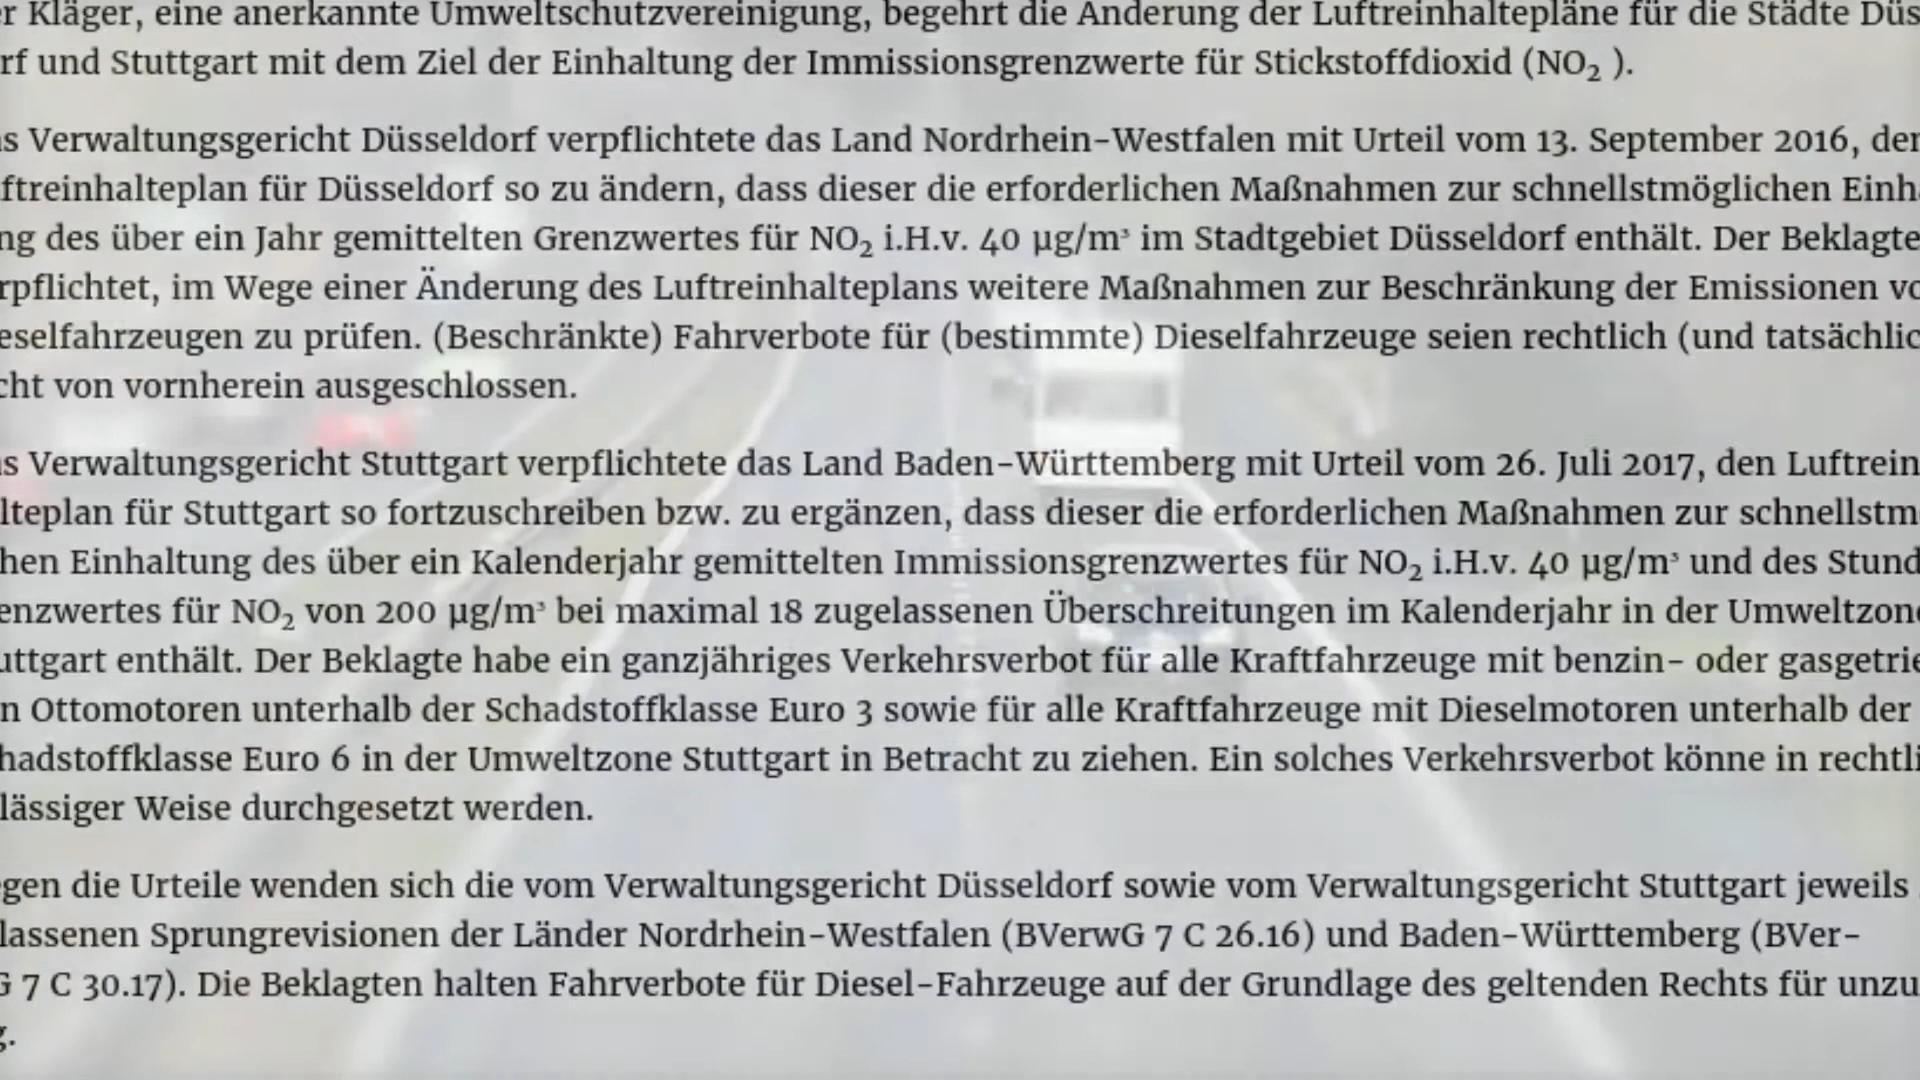 r Kläger, eine anerkannte Umweltschutzvereinigung, begehrt die Änderung der Luftreinhaltepläne für die Städte Düs
rf und Stuttgart mit dem Ziel der Einhaltung der Immissionsgrenzwerte für Stickstoffdioxid (NO₂ ).
s Verwaltungsgericht Düsseldorf verpflichtete das Land Nordrhein-Westfalen mit Urteil vom 13. September 2016, den
ftreinhalteplan für Düsseldorf so zu ändern, dass dieser die erforderlichen Maßnahmen zur schnellstmöglichen Einha
ng des über ein Jahr gemittelten Grenzwertes für NO₂ i.H.v. 40 µg/m³ im Stadtgebiet Düsseldorf enthält. Der Beklagte
rpflichtet, im Wege einer Änderung des Luftreinhalteplans weitere Maßnahmen zur Beschränkung der Emissionen vo
eselfahrzeugen zu prüfen. (Beschränkte) Fahrverbote für (bestimmte) Dieselfahrzeuge seien rechtlich (und tatsächlic
cht von vornherein ausgeschlossen.
s Verwaltungsgericht Stuttgart verpflichtete das Land Baden-Württemberg mit Urteil vom 26. Juli 2017, den Luftrein
lteplan für Stuttgart so fortzuschreiben bzw. zu ergänzen, dass dieser die erforderlichen Maßnahmen zur schnellstm
hen Einhaltung des über ein Kalenderjahr gemittelten Immissionsgrenzwertes für NO₂ i.H.v. 40 µg/m³ und des Stund
enzwertes für NO₂ von 200 µg/m³ bei maximal 18 zugelassenen Überschreitungen im Kalenderjahr in der Umweltzone
uttgart enthält. Der Beklagte habe ein ganzjähriges Verkehrsverbot für alle Kraftfahrzeuge mit benzin- oder gasgetrie
n Ottomotoren unterhalb der Schadstoffklasse Euro 3 sowie für alle Kraftfahrzeuge mit Dieselmotoren unterhalb der
hadstoffklasse Euro 6 in der Umweltzone Stuttgart in Betracht zu ziehen. Ein solches Verkehrsverbot könne in rechtli
lässiger Weise durchgesetzt werden.
gen die Urteile wenden sich die vom Verwaltungsgericht Düsseldorf sowie vom Verwaltungsgericht Stuttgart jeweils
lassenen Sprungrevisionen der Länder Nordrhein-Westfalen (BVerwG 7 C 26.16) und Baden-Württemberg (BVer-
G 7 C 30.17). Die Beklagten halten Fahrverbote für Diesel-Fahrzeuge auf der Grundlage des geltenden Rechts für unzu
g.